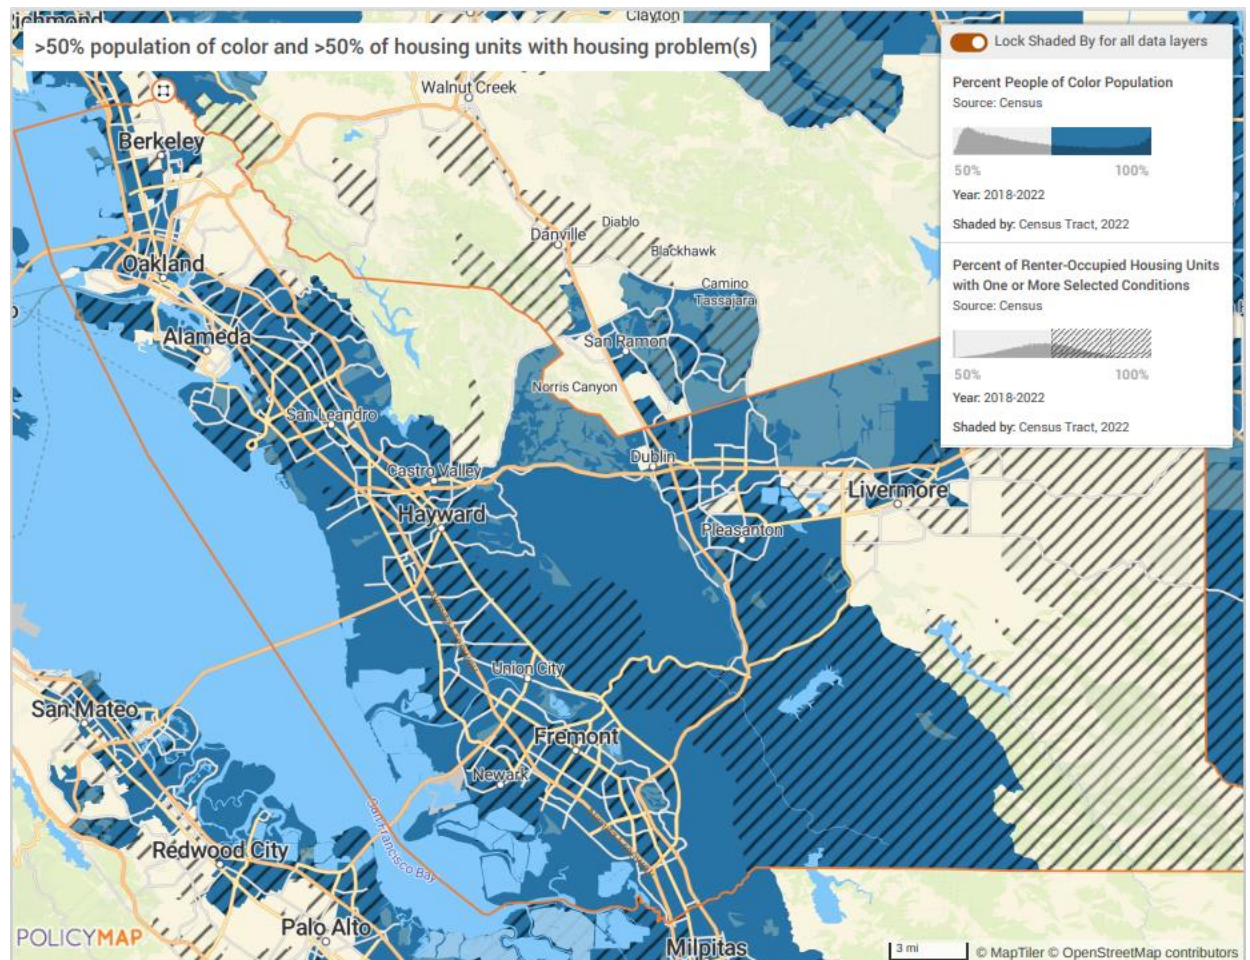 Richmond
Clayton
>50% population of color and >50% of housing units with housing problem(s)
Walnut Creek
Berkeley
Diablo
Danville
Blackhawk
Oakland
Camino
Tassajara
Alameda
San Ramon
Norris Canyon
San Leandro
Castro Valley
Dublin
Hayward
Livermore
Pleasanton
Union City
San Mateo
Fremont
Newark
San Francisco Bay
Redwood City
Palo Alto
Milpitas
Lock Shaded By for all data layers
Percent People of Color Population
Source: Census
50% 100%
Year: 2018-2022
Shaded by: Census Tract, 2022
Percent of Renter-Occupied Housing Units
with One or More Selected Conditions
Source: Census
50% 100%
Year: 2018-2022
Shaded by: Census Tract, 2022
POLICYMAP
3 mi
© MapTiler © OpenStreetMap contributors